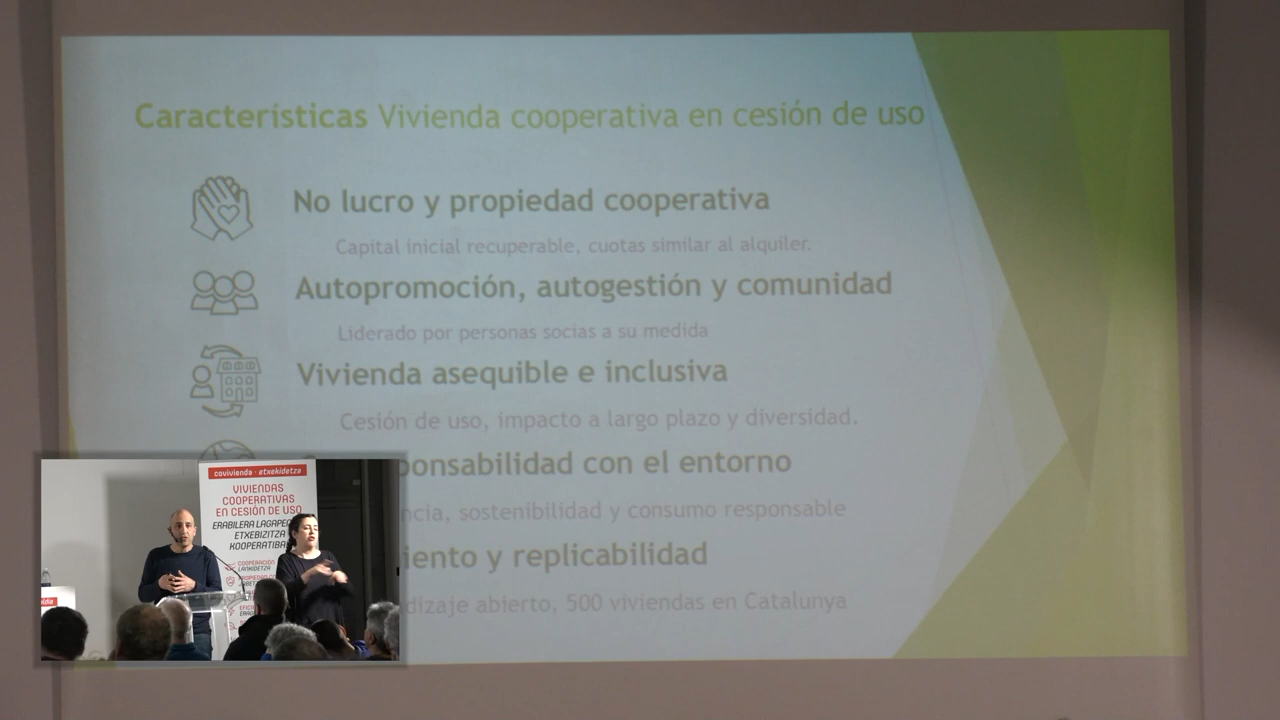 Características Vivienda cooperativa en cesión de uso
No lucro y propiedad cooperativa
Capital inicial recuperable, cuotas similar al alquiler.
Autopromoción, autogestión y comunidad
Liderado por personas socias a su medida
Vivienda asequible e inclusiva
Cesión de uso, impacto a largo plazo y diversidad.
ponsabilidad con el entorno
ncia, sostenibilidad y consumo responsable
iento y replicabilidad
dizaje abierto, 500 viviendas en Catalunya
covivienda · etxekidetza
VIVIENDAS
COOPERATIVAS
EN CESIÓN DE USO
ERABILERA LAGAPE
ETXEBIZITZA
KOOPERATIBA
COOPERACIÓN
LANKIDETZA